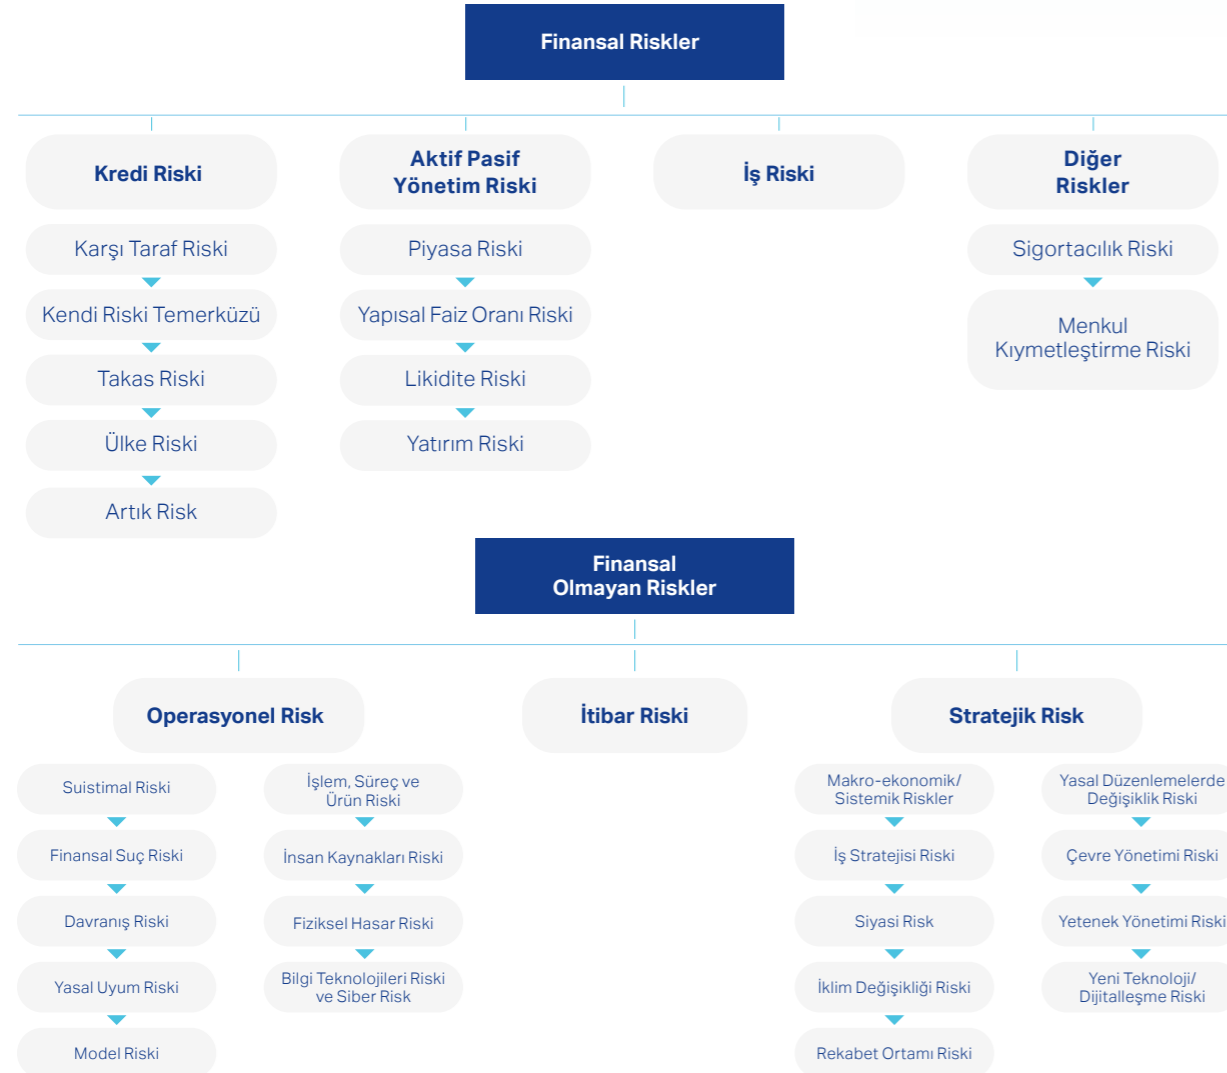 Finansal Riskler
Kredi Riski
Karşı Taraf Riski
Kendi Riski Temerküzü
Takas Riski
Ülke Riski
Artık Risk
Aktif Pasif
Yönetim Riski
Piyasa Riski
Yapısal Faiz Oranı Riski
Likidite Riski
Yatırım Riski
İş Riski
Diğer
Riskler
Sigortacılık Riski
Menkul
Kıymetleştirme Riski
Finansal
Olmayan Riskler
Operasyonel Risk
Suistimal Riski
Finansal Suç Riski
Davranış Riski
Yasal Uyum Riski
Model Riski
İşlem, Süreç ve
Ürün Riski
İnsan Kaynakları Riski
Fiziksel Hasar Riski
Bilgi Teknolojileri Riski
ve Siber Risk
İtibar Riski
Stratejik Risk
Makro-ekonomik/
Sistemik Riskler
İş Stratejisi Riski
Siyasi Risk
İklim Değişikliği Riski
Rekabet Ortamı Riski
Yasal Düzenlemelerde
Değişiklik Riski
Çevre Yönetimi Riski
Yetenek Yönetimi Riski
Yeni Teknoloji/
Dijitalleşme Riski